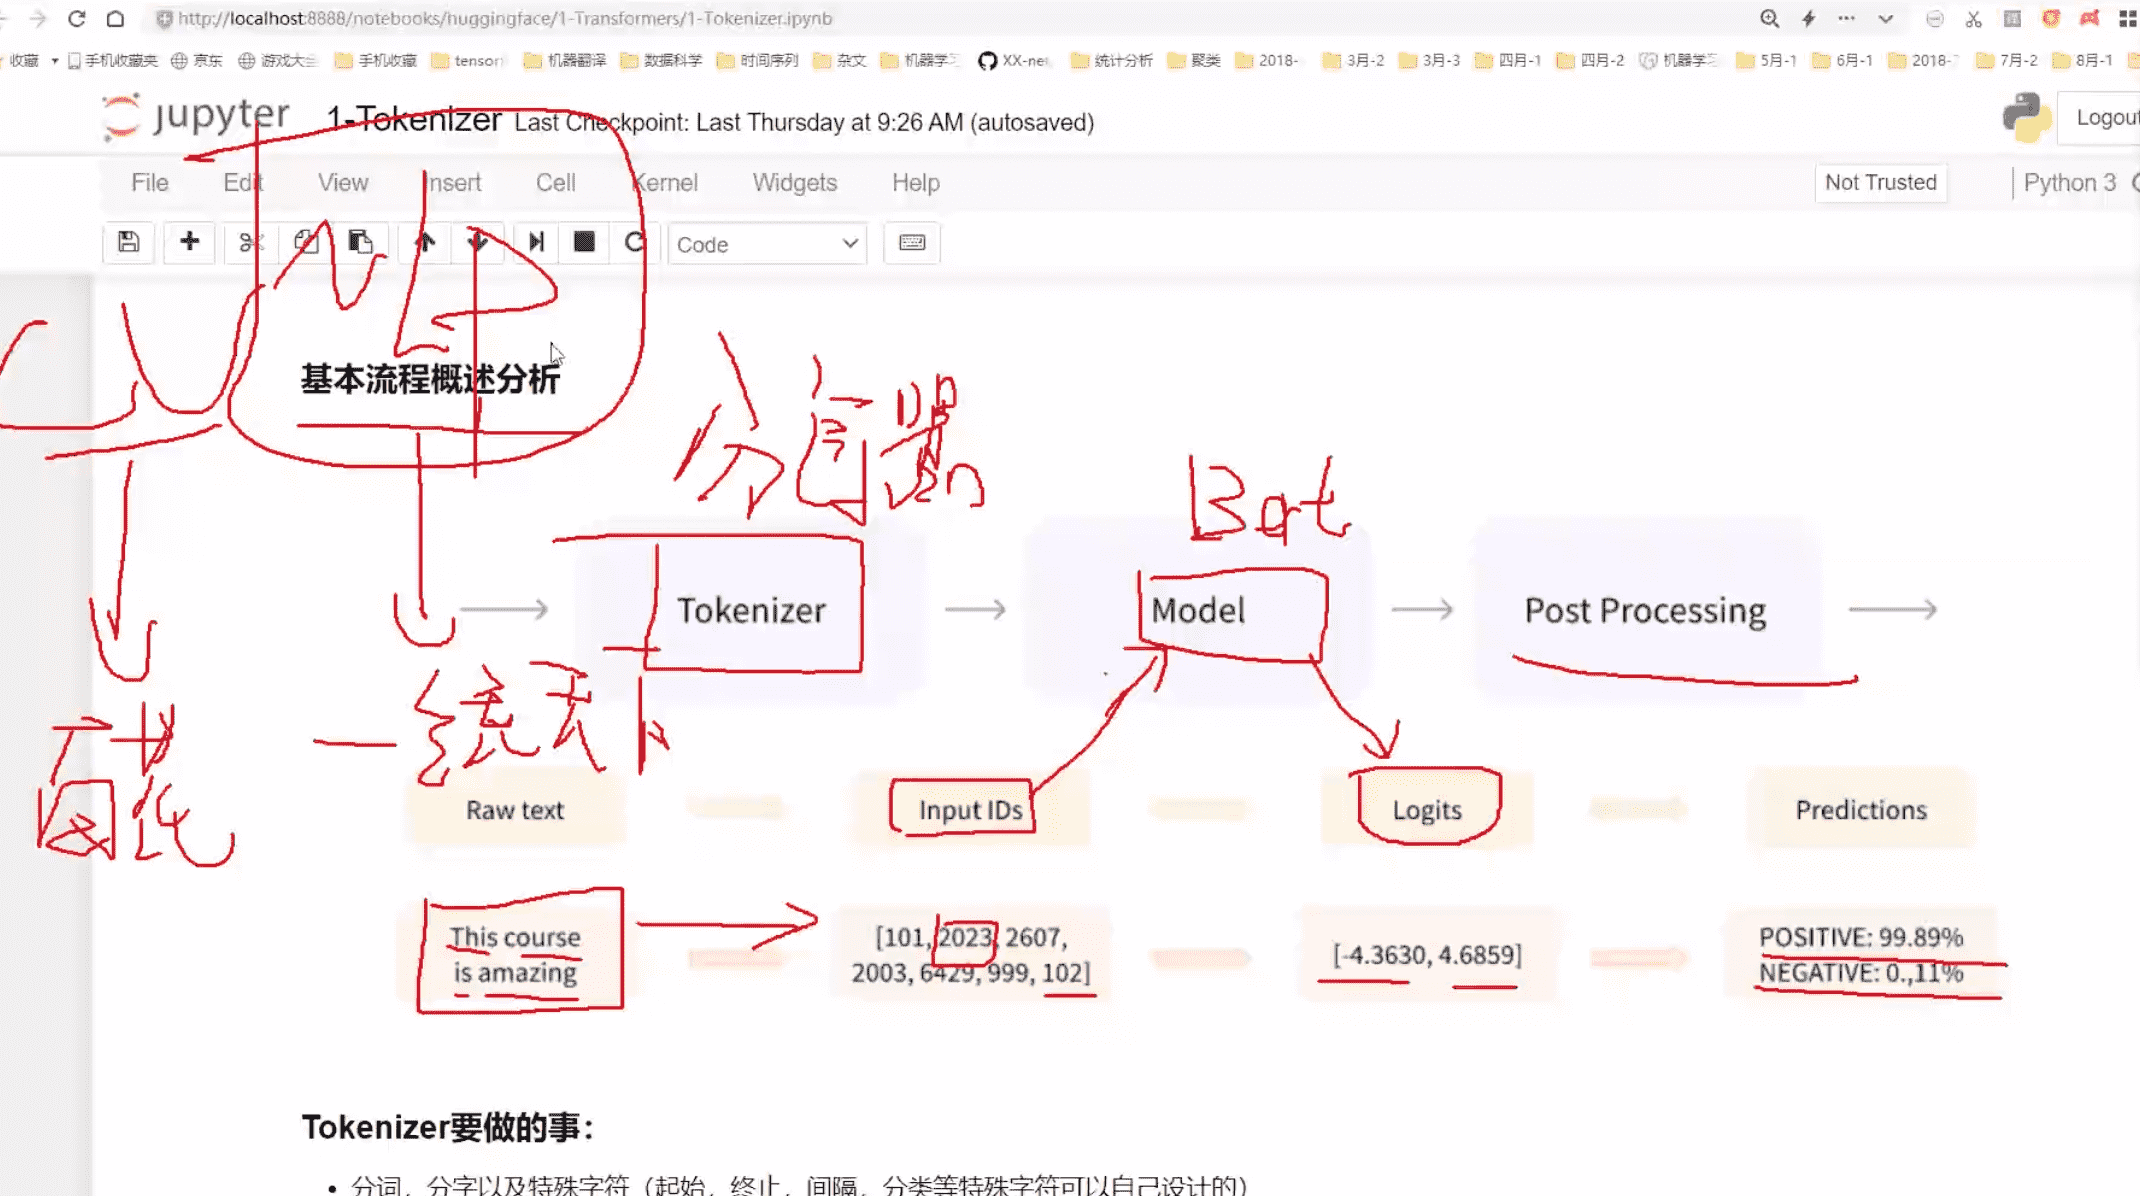 http://localhost:8888/notebooks/huggingface/1-Transformers/1-Tokenizer.ipynb
收藏 手机收藏夹 京东 游戏大全 手机收藏 tensor 机器翻译 数据科学 时间序列 杂文 机器学习 XX-net 统计分析 聚类 2018- 3月-2 3月-3 四月-1 四月-2 机器学习 5月-1 6月-1 2018- 7月-2 8月-1
jupyter 1-Tokenizer Last Checkpoint: Last Thursday at 9:26 AM (autosaved) Logout
File Edit View Insert Cell Kernel Widgets Help Not Trusted Python 3
Code
NLP
基本流程概述分析
分词器
Bert
Tokenizer Model Post Processing
一统天下
Raw text Input IDs Logits Predictions
This course
is amazing
[101, 2023, 2607,
2003, 6429, 999, 102]
[-4.3630, 4.6859]
POSITIVE: 99.89%
NEGATIVE: 0.,11%
Tokenizer要做的事：
• 分词，分字以及特殊字符（起始，终止，间隔，分类等特殊字符可以自己设计的）